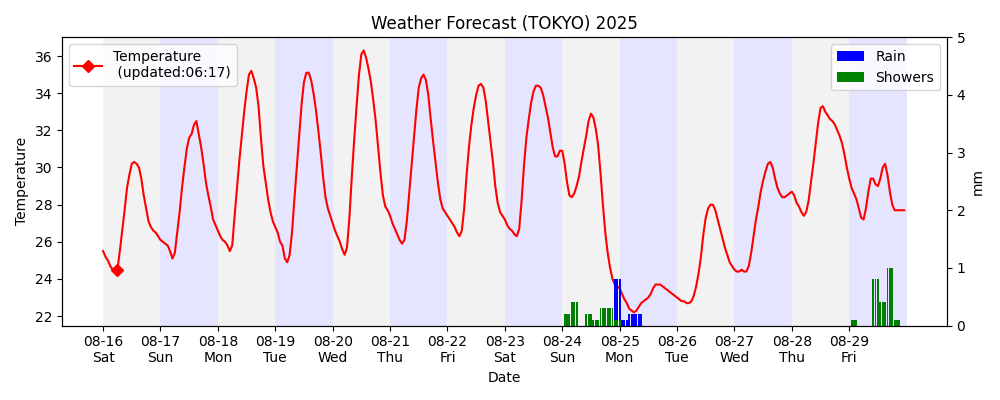 Weather Forecast (TOKYO) 2025
Temperature
(updated:06:17)
Rain
Showers
36
34
32
30
28
26
24
22
Temperature
5
4
3
2
1
0
mm
08-16 08-17 08-18 08-19 08-20 08-21 08-22 08-23 08-24 08-25 08-26 08-27 08-28 08-29
Sat Sun Mon Tue Wed Thu Fri Sat Sun Mon Tue Wed Thu Fri
Date